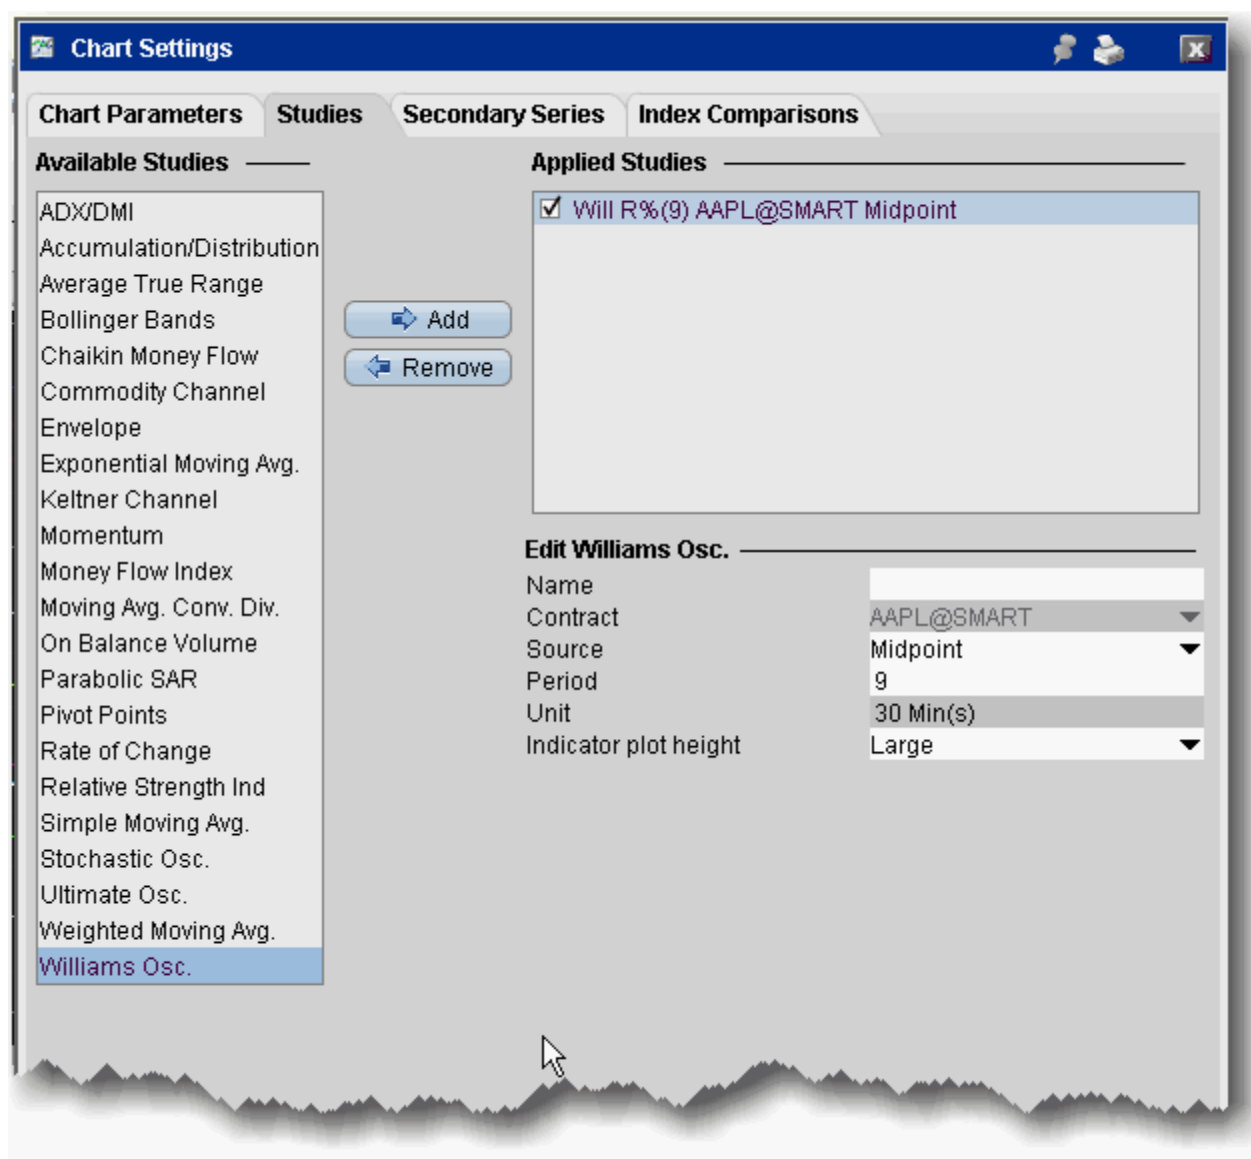 Chart Settings
Chart Parameters Studies Secondary Series Index Comparisons
Available Studies
ADX/DMI
Accumulation/Distribution
Average True Range
Bollinger Bands
Chaikin Money Flow
Commodity Channel
Envelope
Exponential Moving Avg.
Keltner Channel
Momentum
Money Flow Index
Moving Avg. Conv. Div.
On Balance Volume
Parabolic SAR
Pivot Points
Rate of Change
Relative Strength Ind
Simple Moving Avg.
Stochastic Osc.
Ultimate Osc.
Weighted Moving Avg.
Williams Osc.
Add
Remove
Applied Studies
Will R%(9) AAPL@SMART Midpoint
Edit Williams Osc.
Name
Contract AAPL@SMART
Source Midpoint
Period 9
Unit 30 Min(s)
Indicator plot height Large